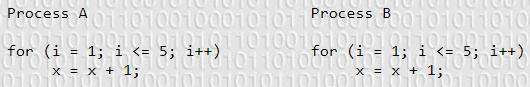 Process A Process B
for (i = 1; i <= 5; i++) for (i = 1; i <= 5; i++)
x = x + 1; x = x + 1;